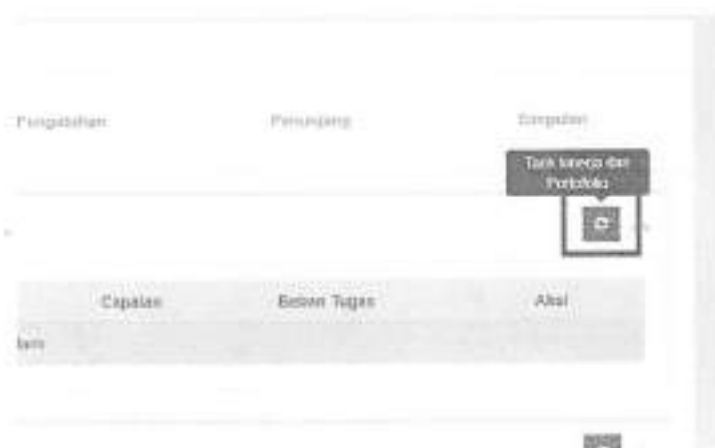 Pengabdian Penunjang Simpulan
Tarik kinerja dari
Portofolio
Capaian Beban Tugas Aksi